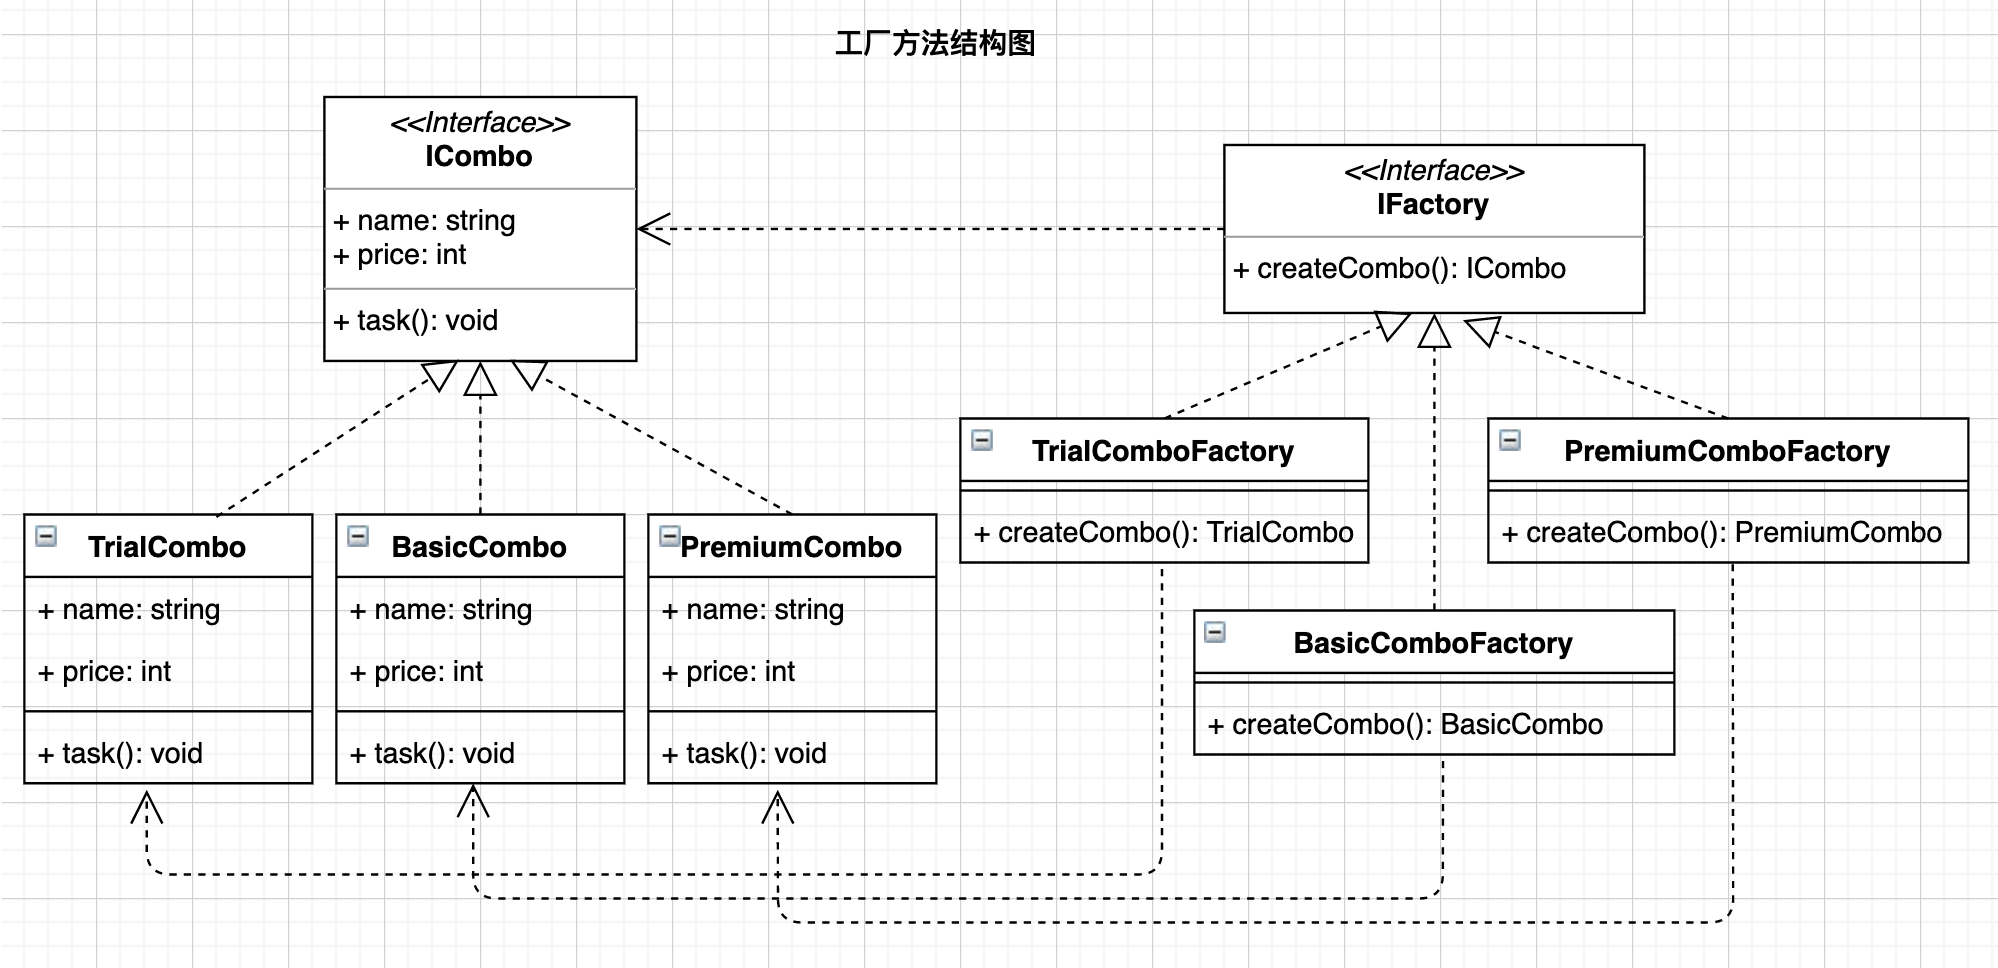 工厂方法结构图
<<Interface>>
ICombo
+ name: string
+ price: int
+ task(): void
<<Interface>>
IFactory
+ createCombo(): ICombo
TrialComboFactory
+ createCombo(): TrialCombo
PremiumComboFactory
+ createCombo(): PremiumCombo
TrialCombo
+ name: string
+ price: int
+ task(): void
BasicCombo
+ name: string
+ price: int
+ task(): void
PremiumCombo
+ name: string
+ price: int
+ task(): void
BasicComboFactory
+ createCombo(): BasicCombo